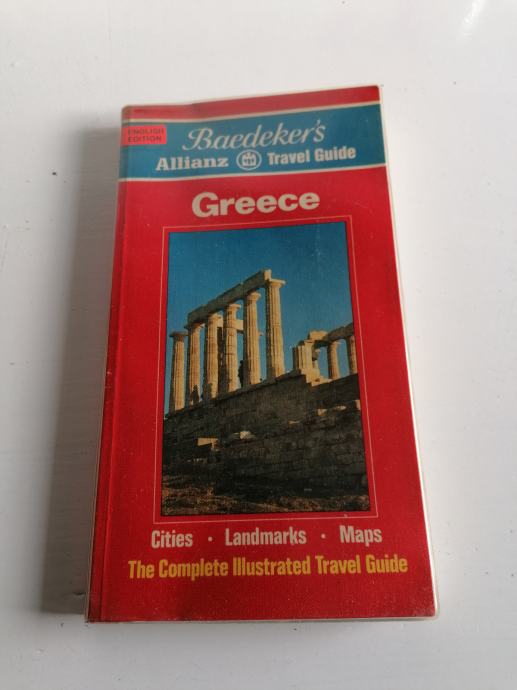 ENGLISH
EDITION
Baedeker's
Allianz Travel Guide
Greece
Cities · Landmarks · Maps
The Complete Illustrated Travel Guide